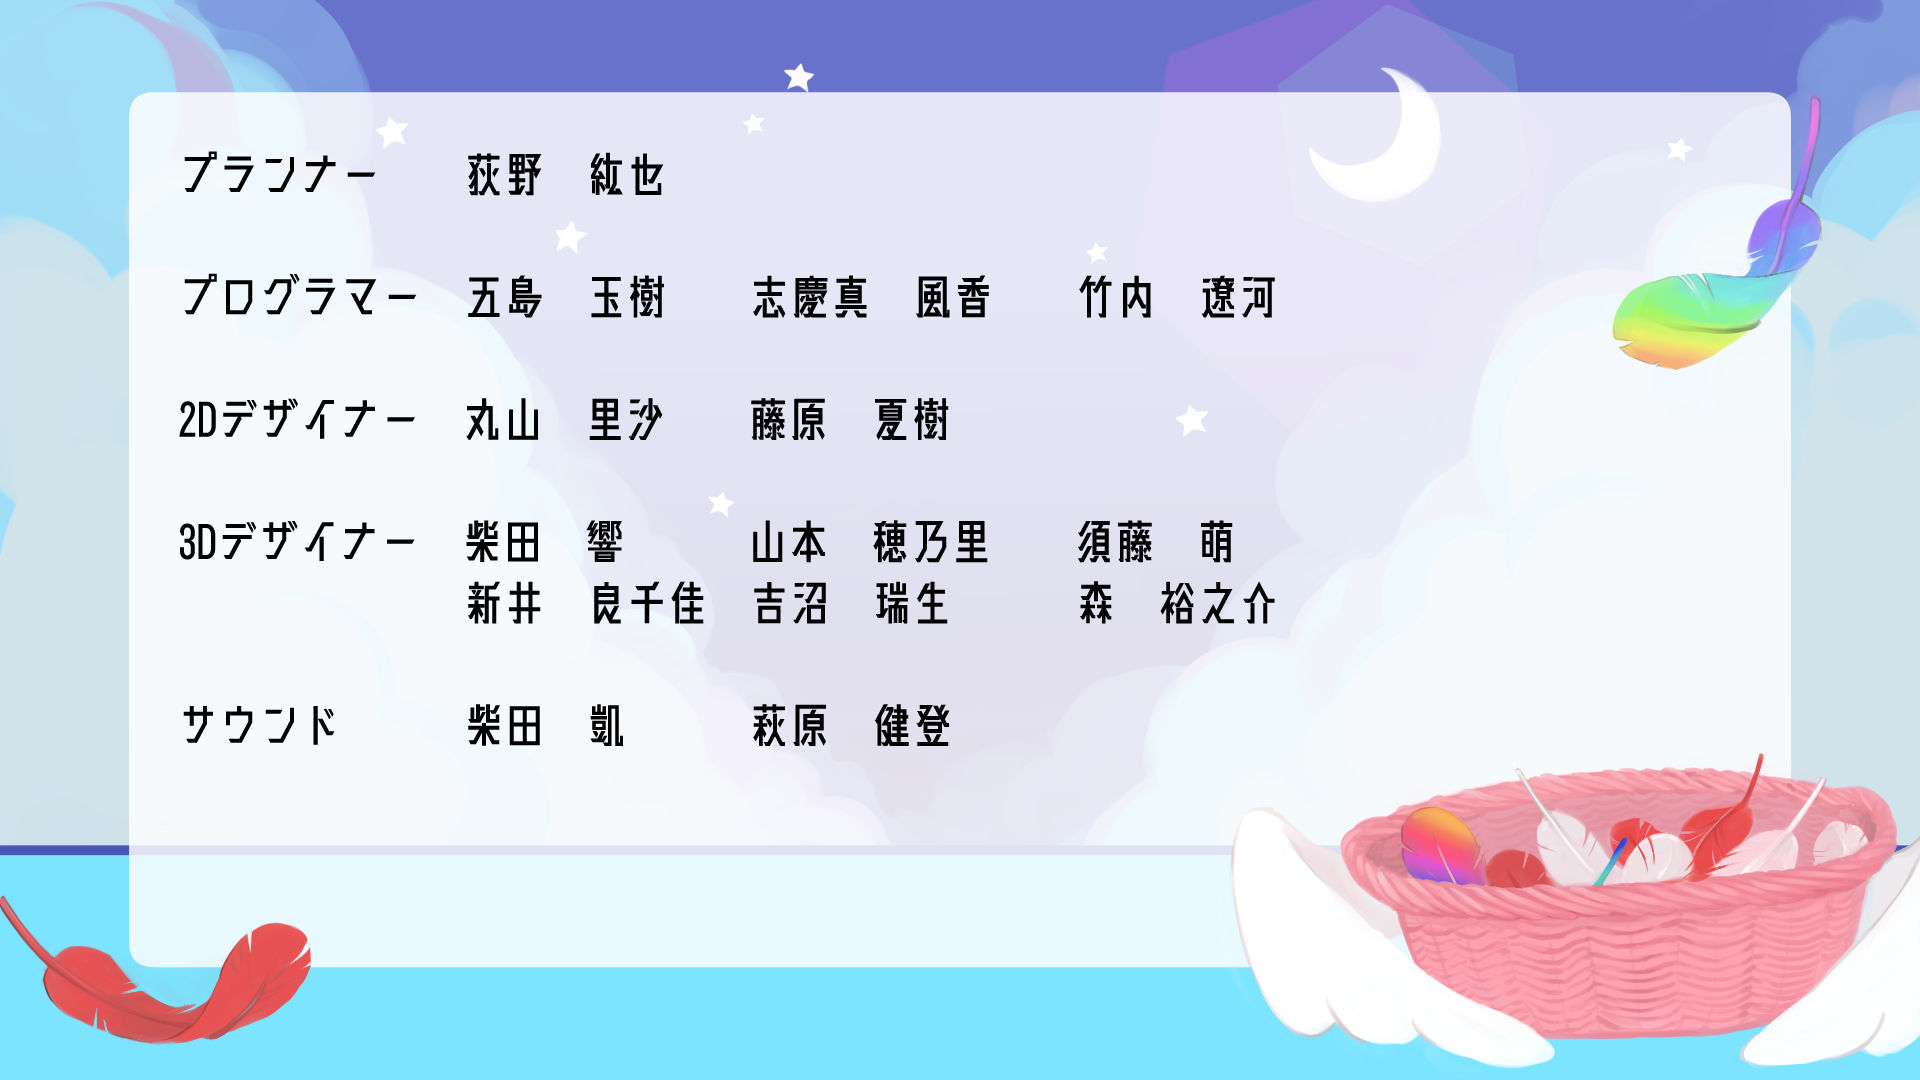 プランナー　荻野　紘也
プログラマー　五島　玉樹　志慶真　風香　竹内　遼河
2Dデザイナー　丸山　里沙　藤原　夏樹
3Dデザイナー　柴田　響　山本　穂乃里　須藤　萌
新井　良千佳　吉沼　瑞生　森　裕之介
サウンド　柴田　凱　萩原　健登